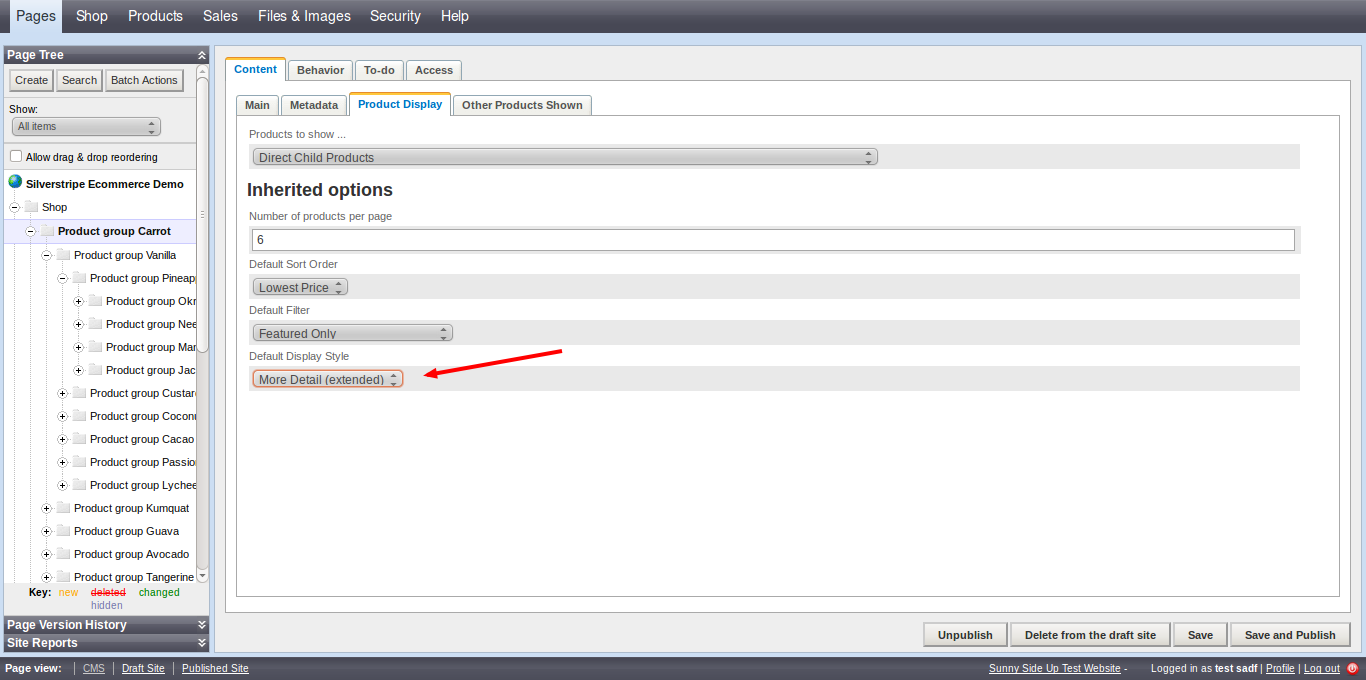 Pages Shop Products Sales Files & Images Security Help
Page Tree
Create Search Batch Actions
Show:
All items
Allow drag & drop reordering
Silverstripe Ecommerce Demo
Shop
Product group Carrot
Product group Vanilla
Product group Pineap
Product group Okr
Product group Nee
Product group Mar
Product group Jac
Product group Custar
Product group Coconu
Product group Cacao
Product group Passio
Product group Lychee
Product group Kumquat
Product group Guava
Product group Avocado
Product group Tangerine
Key: new deleted changed
hidden
Page Version History
Site Reports
Content Behavior To-do Access
Main Metadata Product Display Other Products Shown
Products to show ...
Direct Child Products
Inherited options
Number of products per page
6
Default Sort Order
Lowest Price
Default Filter
Featured Only
Default Display Style
More Detail (extended)
Unpublish Delete from the draft site Save Save and Publish
Page view: CMS Draft Site Published Site
Sunny Side Up Test Website - Logged in as test sadf | Profile | Log out